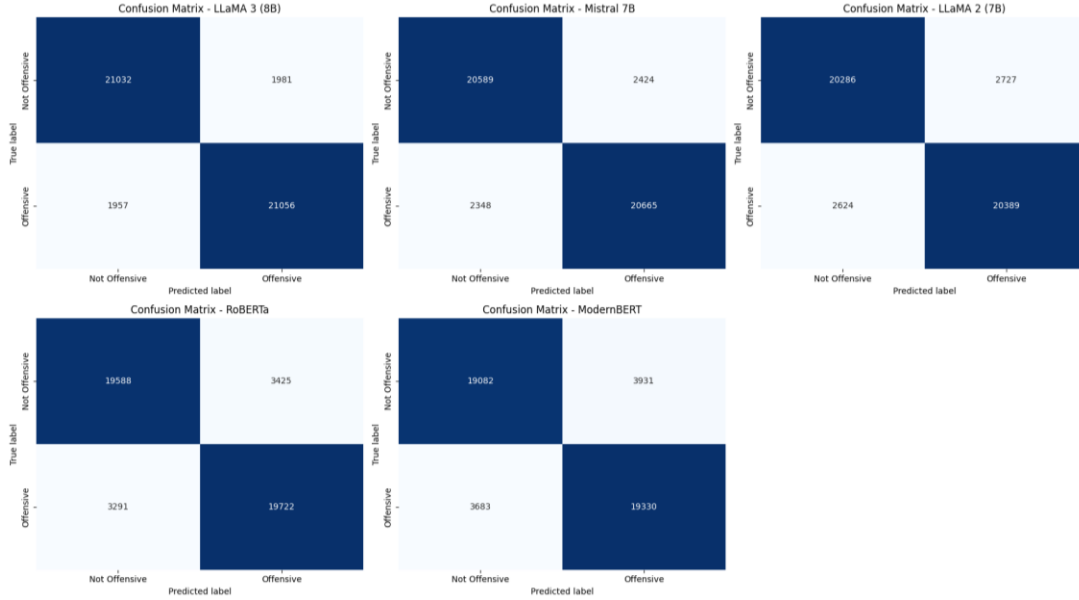 Confusion Matrix - LLaMA 3 (8B)
True label
Not Offensive
21032
1981
Offensive
1957
21056
Not Offensive
Offensive
Predicted label
Confusion Matrix - Mistral 7B
True label
Not Offensive
20589
2424
Offensive
2348
20665
Not Offensive
Offensive
Predicted label
Confusion Matrix - LLaMA 2 (7B)
True label
Not Offensive
20286
2727
Offensive
2624
20389
Not Offensive
Offensive
Predicted label
Confusion Matrix - RoBERTa
True label
Not Offensive
19588
3425
Offensive
3291
19722
Not Offensive
Offensive
Predicted label
Confusion Matrix - ModernBERT
True label
Not Offensive
19082
3931
Offensive
3683
19330
Not Offensive
Offensive
Predicted label